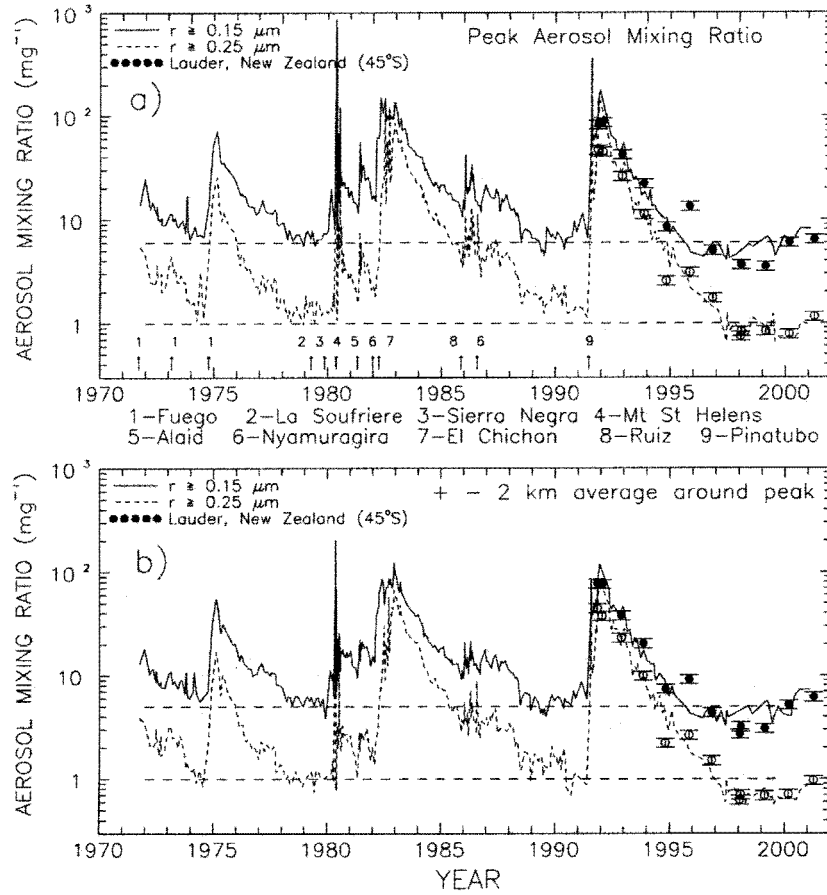 r ≥ 0.15 μm
r ≥ 0.25 μm
Lauder, New Zealand (45°S)
Peak Aerosol Mixing Ratio
a)
AEROSOL MIXING RATIO (mg⁻¹)
10³
10²
10
1
1 1 1 2 3 4 5 6 7 8 6 9
1970 1975 1980 1985 1990 1995 2000
1–Fuego 2–La Soufriere 3–Sierra Negra 4–Mt St Helens
5–Alaid 6–Nyamuragira 7–El Chichon 8–Ruiz 9–Pinatubo
r ≥ 0.15 μm
r ≥ 0.25 μm
Lauder, New Zealand (45°S)
+ – 2 km average around peak
b)
AEROSOL MIXING RATIO (mg⁻¹)
10³
10²
10
1
1970 1975 1980 1985 1990 1995 2000
YEAR